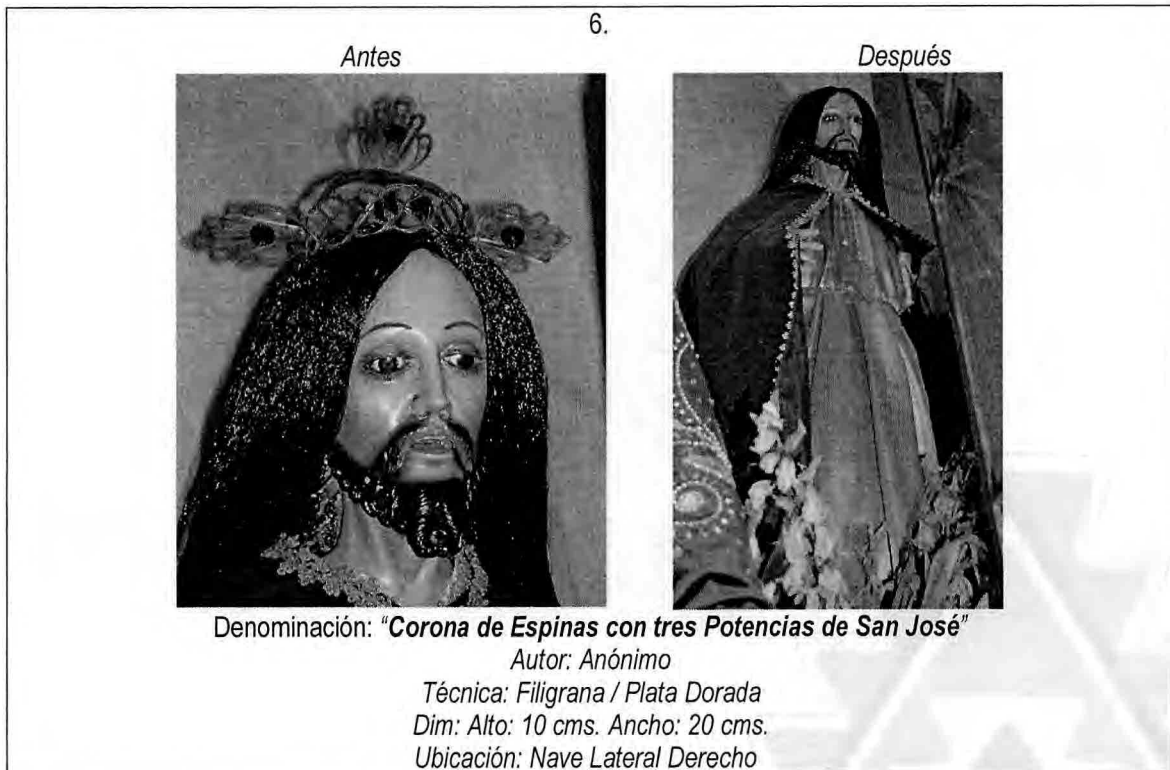 6.
Antes
Después
Denominación: "Corona de Espinas con tres Potencias de San José"
Autor: Anónimo
Técnica: Filigrana / Plata Dorada
Dim: Alto: 10 cms. Ancho: 20 cms.
Ubicación: Nave Lateral Derecho